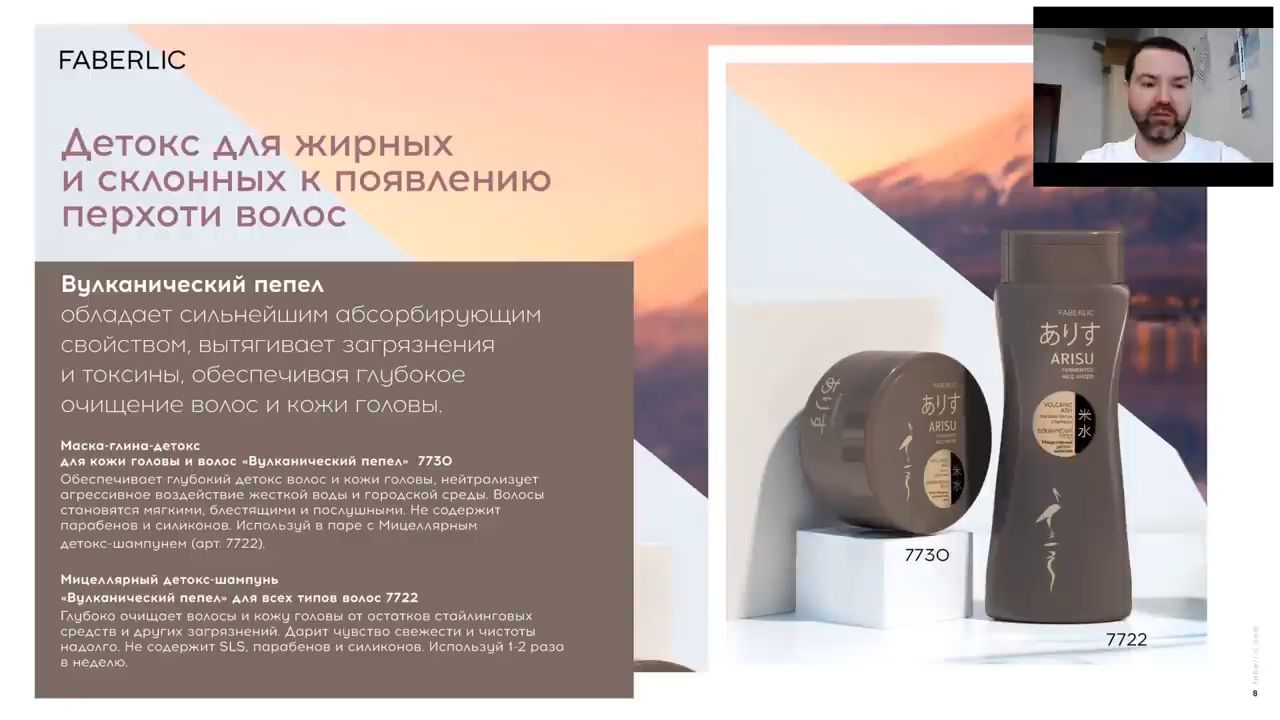 FABERLIC
Детокс для жирных
и склонных к появлению
перхоти волос
Вулканический пепел
обладает сильнейшим абсорбирующим
свойством, вытягивает загрязнения
и токсины, обеспечивая глубокое
очищение волос и кожи головы.
Маска-глина-детокс
для кожи головы и волос «Вулканический пепел» 7730
Обеспечивает глубокий детокс волос и кожи головы, нейтрализует
агрессивное воздействие жесткой воды и городской среды. Волосы
становятся мягкими, блестящими и послушными. Не содержит
парабенов и силиконов. Используй в паре с Мицеллярным
детокс-шампунем (арт. 7722).
Мицеллярный детокс-шампунь
«Вулканический пепел» для всех типов волос 7722
Глубоко очищает волосы и кожу головы от остатков стайлинговых
средств и других загрязнений. Дарит чувство свежести и чистоты
надолго. Не содержит SLS, парабенов и силиконов. Используй 1-2 раза
в неделю.
FABERLIC
ありす
ARISU
米水
7730
FABERLIC
ありす
ARISU
FERMENTED
RICE WATER
VOLCANIC
ASH
米水
7722
faberlic.com
8